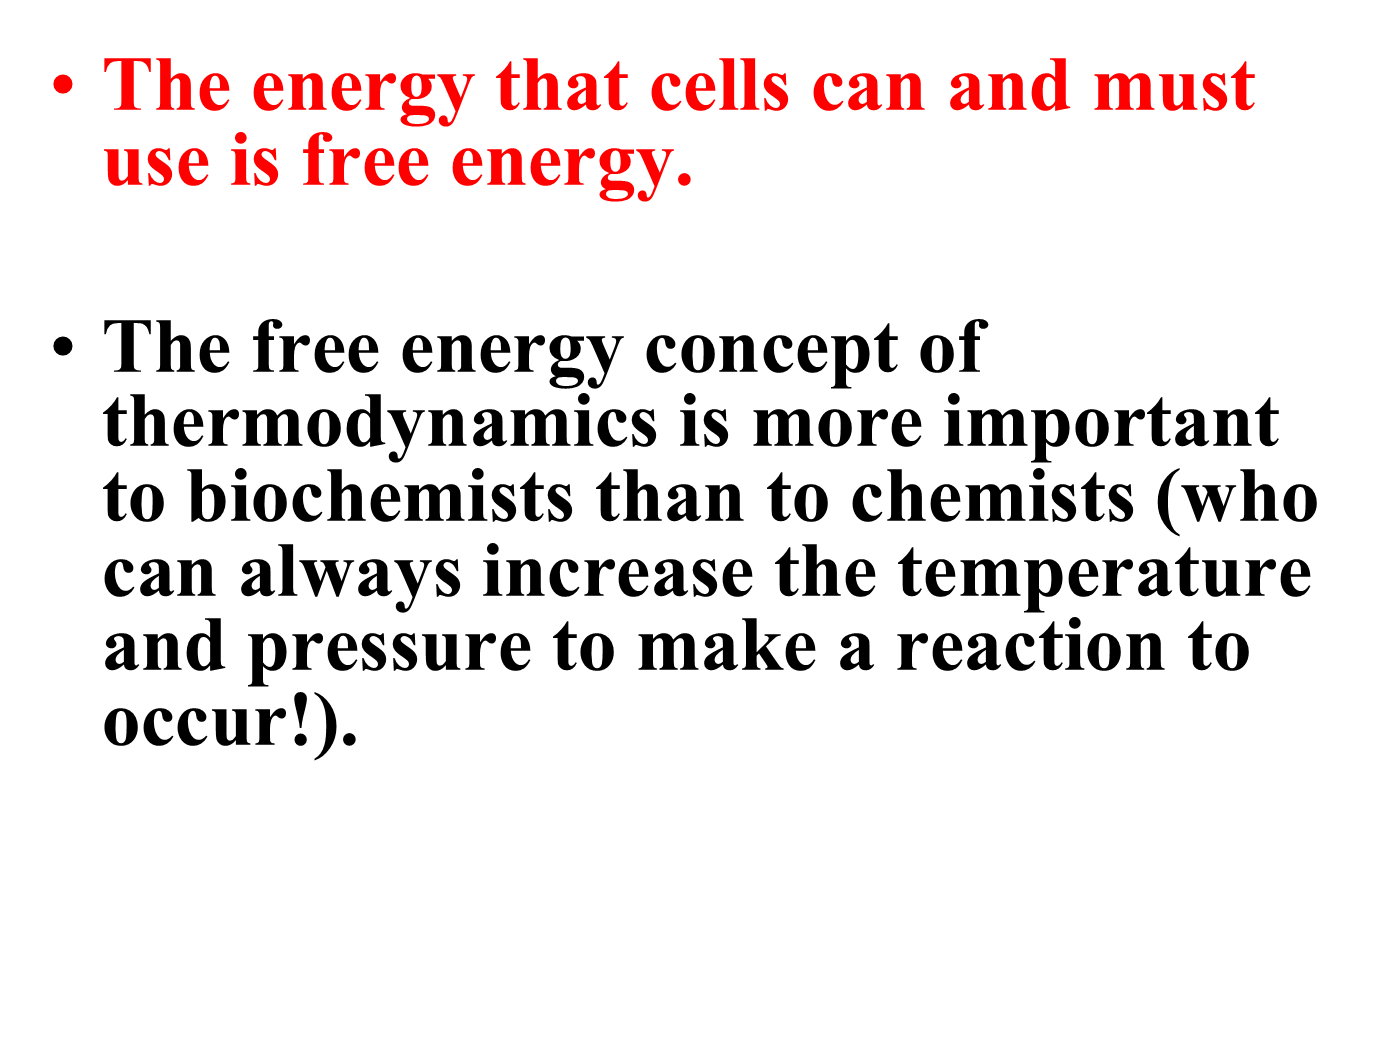 • The energy that cells can and must
use is free energy.
• The free energy concept of
thermodynamics is more important
to biochemists than to chemists (who
can always increase the temperature
and pressure to make a reaction to
occur!).